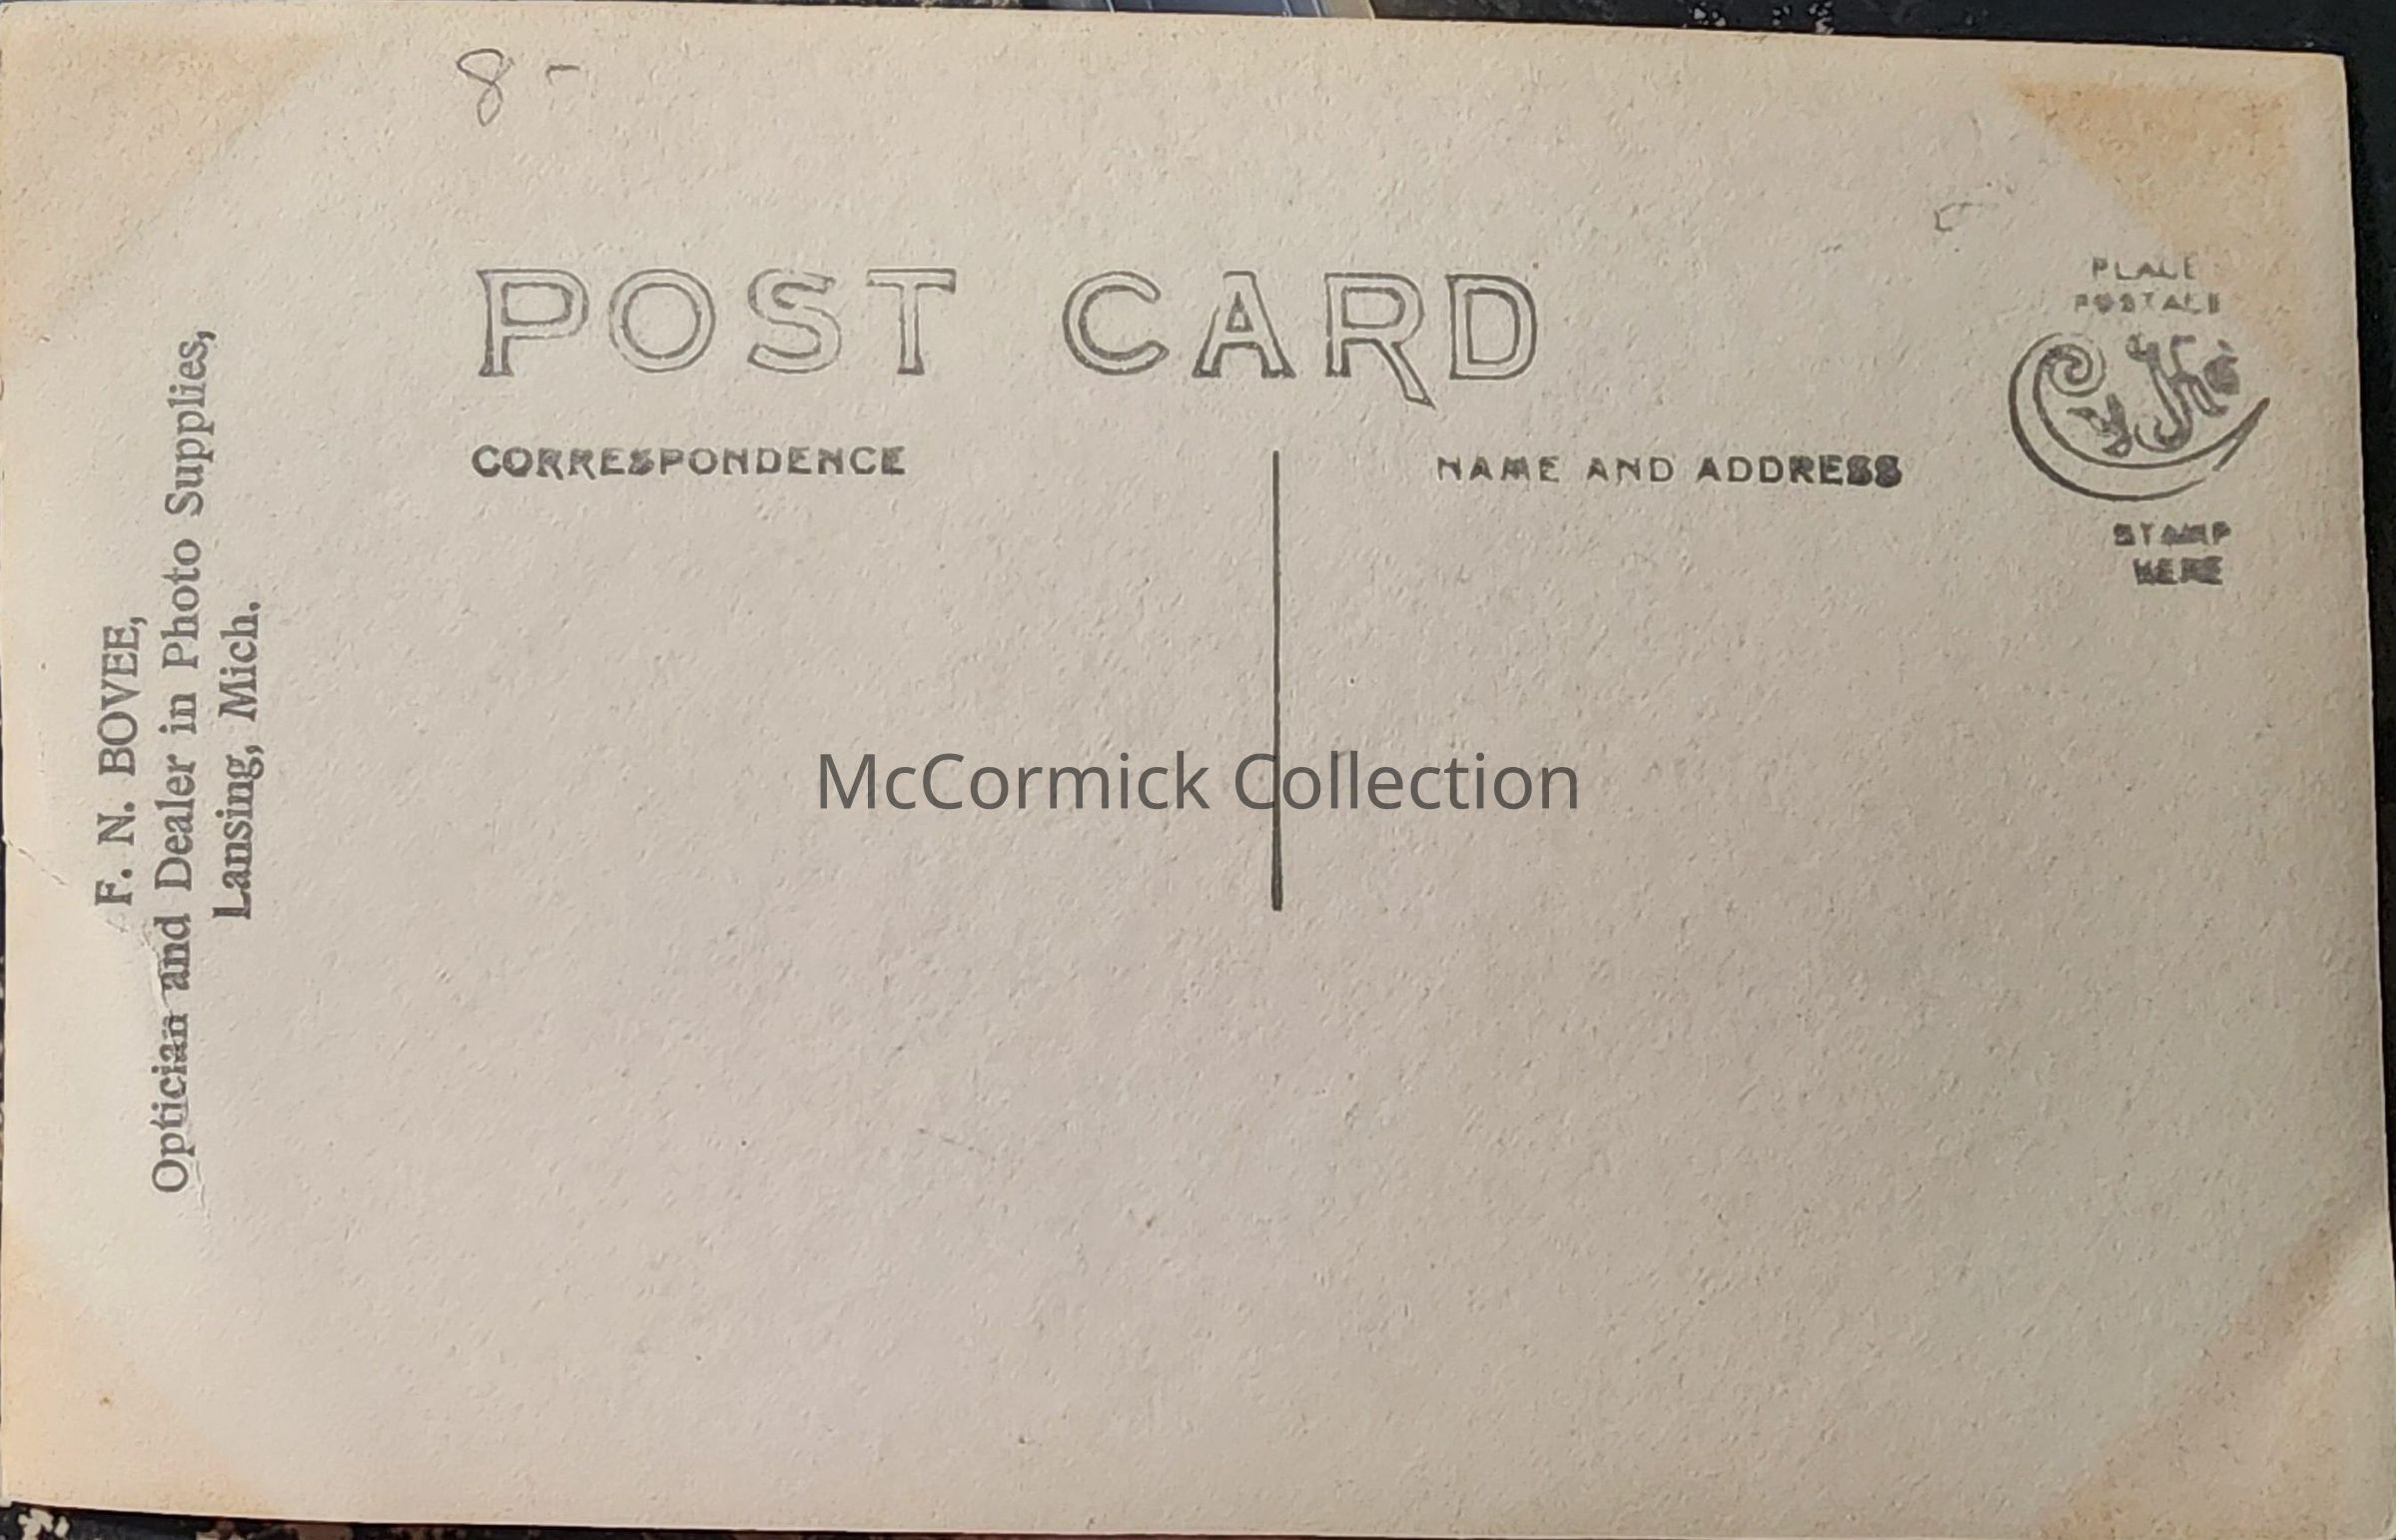 8-
POST CARD
CORRESPONDENCE
NAME AND ADDRESS
PLACE
POSTAGE
CyKo
STAMP
HERE
F. N. BOVEE,
Optician and Dealer in Photo Supplies,
Lansing, Mich.
McCormick Collection